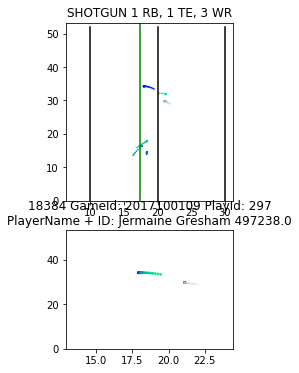 SHOTGUN 1 RB, 1 TE, 3 WR
50
40
30
20
10
0
10 15 20 25 30
18384 GameId: 2017100109 PlayId: 297
PlayerName + ID: Jermaine Gresham 497238.0
40
20
0
15.0 17.5 20.0 22.5